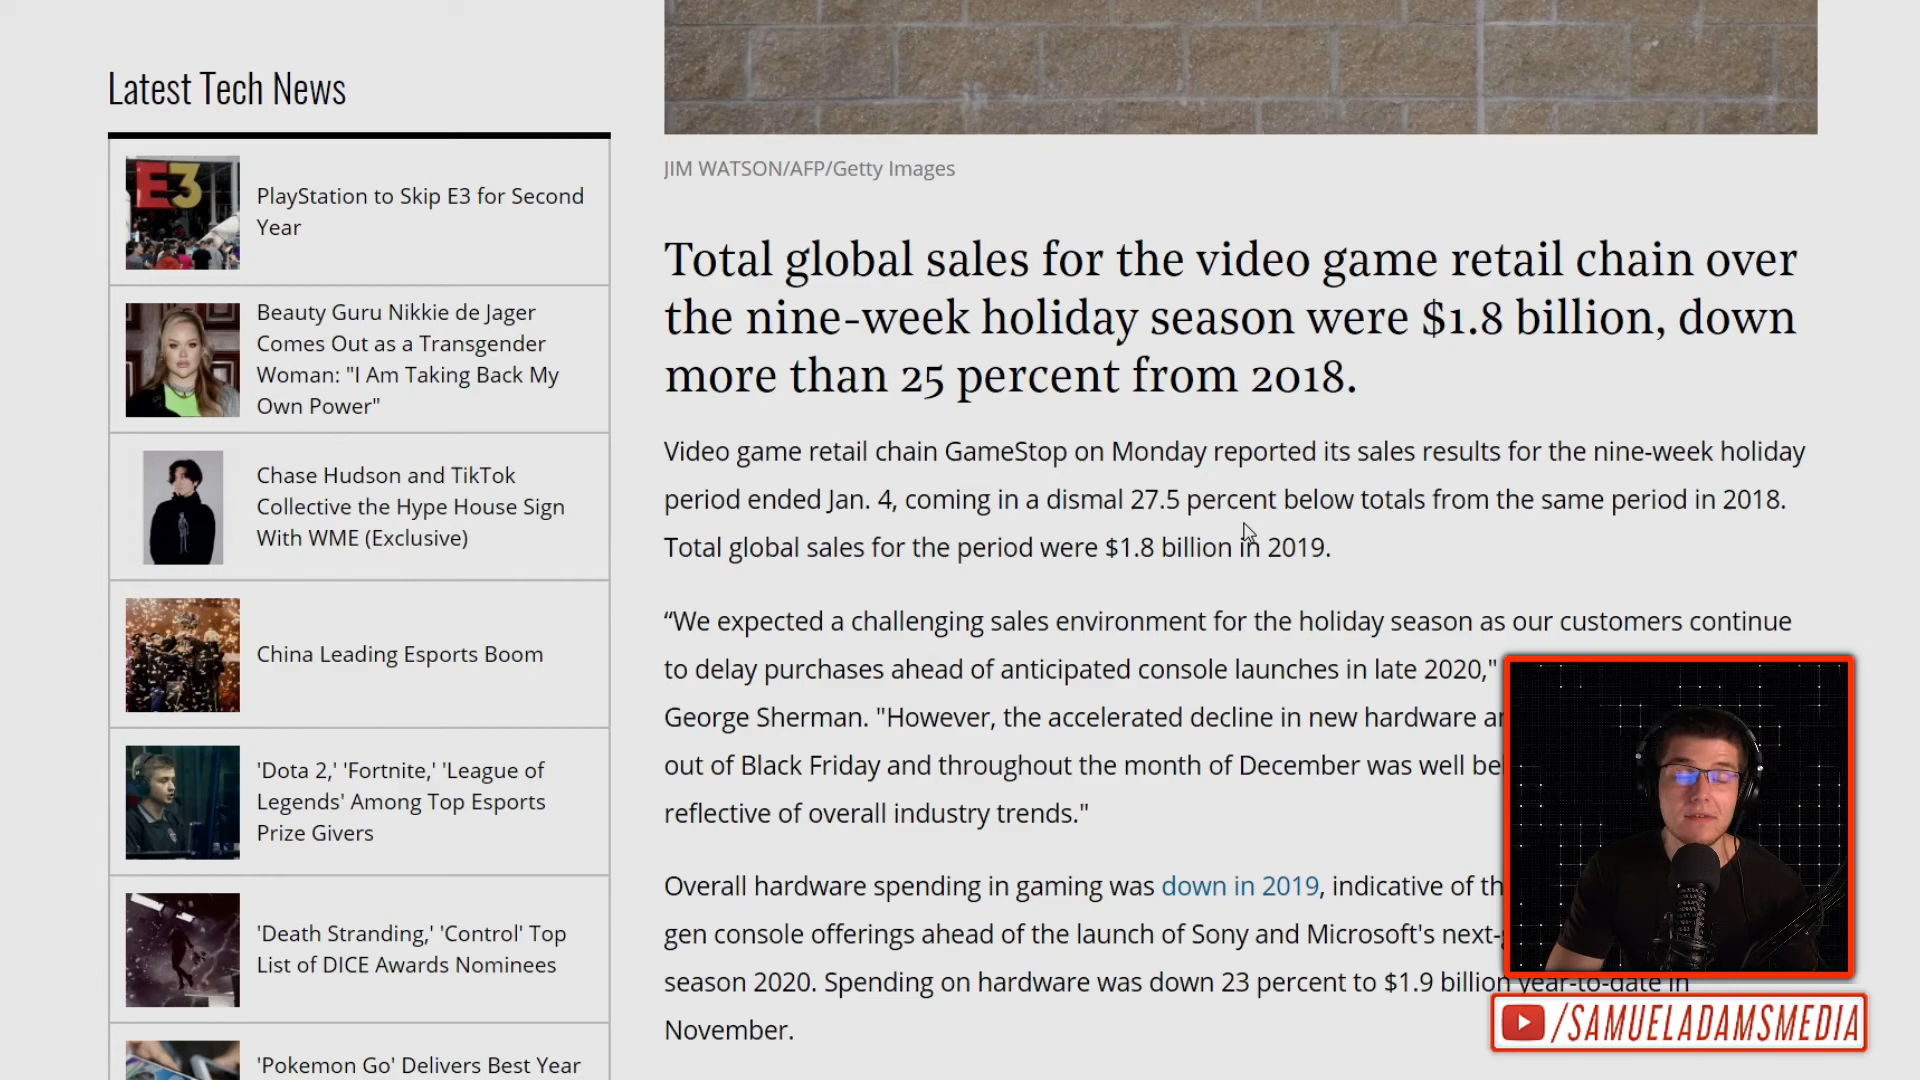 Latest Tech News
PlayStation to Skip E3 for Second
Year
Beauty Guru Nikkie de Jager
Comes Out as a Transgender
Woman: "I Am Taking Back My
Own Power"
Chase Hudson and TikTok
Collective the Hype House Sign
With WME (Exclusive)
China Leading Esports Boom
'Dota 2,' 'Fortnite,' 'League of
Legends' Among Top Esports
Prize Givers
'Death Stranding,' 'Control' Top
List of DICE Awards Nominees
'Pokemon Go' Delivers Best Year
E3
JIM WATSON/AFP/Getty Images
Total global sales for the video game retail chain over
the nine-week holiday season were $1.8 billion, down
more than 25 percent from 2018.
Video game retail chain GameStop on Monday reported its sales results for the nine-week holiday
period ended Jan. 4, coming in a dismal 27.5 percent below totals from the same period in 2018.
Total global sales for the period were $1.8 billion in 2019.
“We expected a challenging sales environment for the holiday season as our customers continue
to delay purchases ahead of anticipated console launches in late 2020,"
George Sherman. "However, the accelerated decline in new hardware
out of Black Friday and throughout the month of December was well
reflective of overall industry trends."
Overall hardware spending in gaming was down in 2019, indicative of
gen console offerings ahead of the launch of Sony and Microsoft's
season 2020. Spending on hardware was down 23 percent to $1.9 billion year-to-date in
November.
/SAMUELADAMSMEDIA